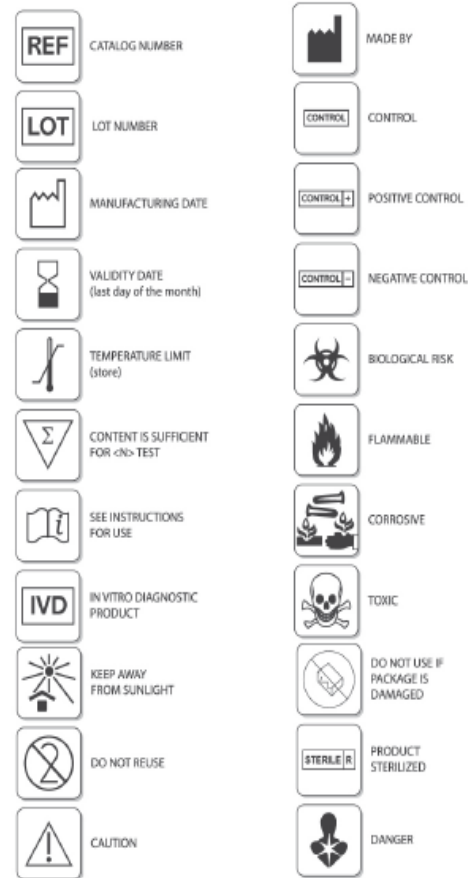 REF
CATALOG NUMBER
LOT
LOT NUMBER
MANUFACTURING DATE
VALIDITY DATE
(last day of the month)
TEMPERATURE LIMIT
(store)
Σ
CONTENT IS SUFFICIENT
FOR <N> TEST
i
SEE INSTRUCTIONS
FOR USE
IVD
IN VITRO DIAGNOSTIC
PRODUCT
KEEP AWAY
FROM SUNLIGHT
2
DO NOT REUSE
!
CAUTION
MADE BY
CONTROL
CONTROL
CONTROL +
POSITIVE CONTROL
CONTROL -
NEGATIVE CONTROL
BIOLOGICAL RISK
FLAMMABLE
CORROSIVE
TOXIC
DO NOT USE IF
PACKAGE IS
DAMAGED
STERILE R
PRODUCT
STERILIZED
DANGER